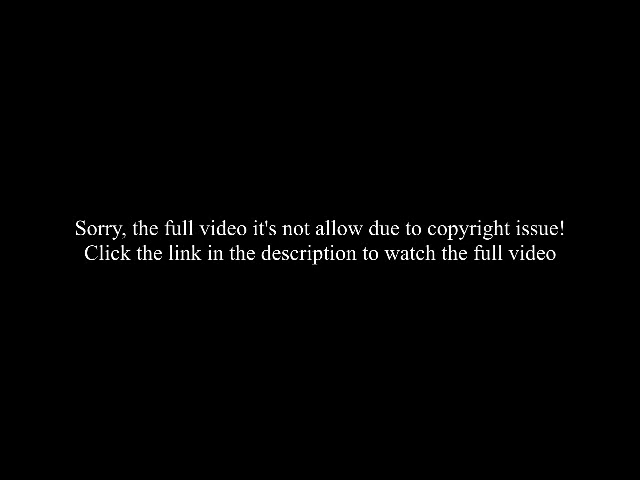 Sorry, the full video it's not allow due to copyright issue!
Click the link in the description to watch the full video